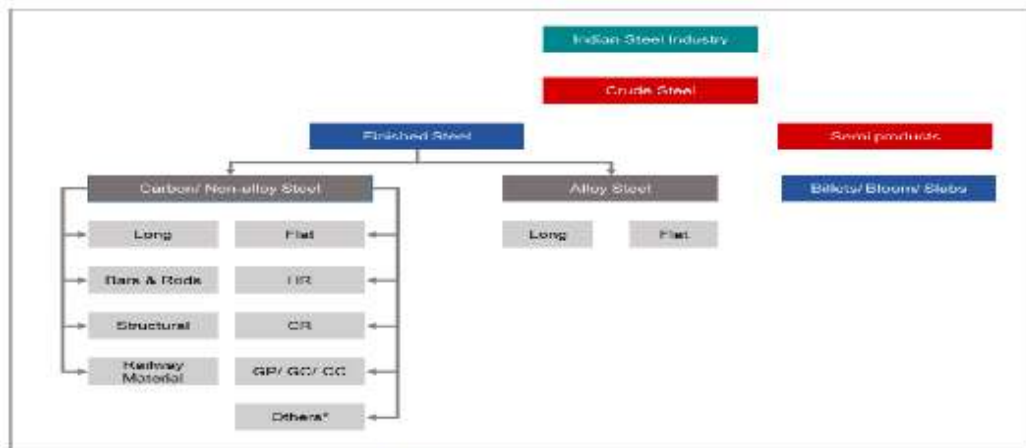 Indian Steel Industry
Crude Steel
Finished Steel
Semi products
Carbon/ Non-alloy Steel
Alloy Steel
Billets/ Bloom/ Slabs
Long
Flat
Long
Flat
Bars & Rods
HR
Structural
CR
Railway
Material
GP/ GC/ CC
Others*